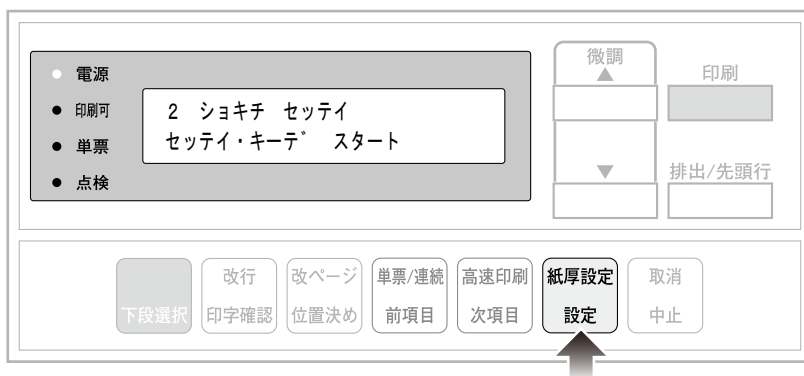 電源
印刷可
単票
点検
2 ショキチ セッテイ
セッテイ・キーデ゛ スタート
微調
▲
▼
印刷
排出/先頭行
下段選択
改行
印字確認
改ページ
位置決め
単票/連続
前項目
高速印刷
次項目
紙厚設定
設定
取消
中止